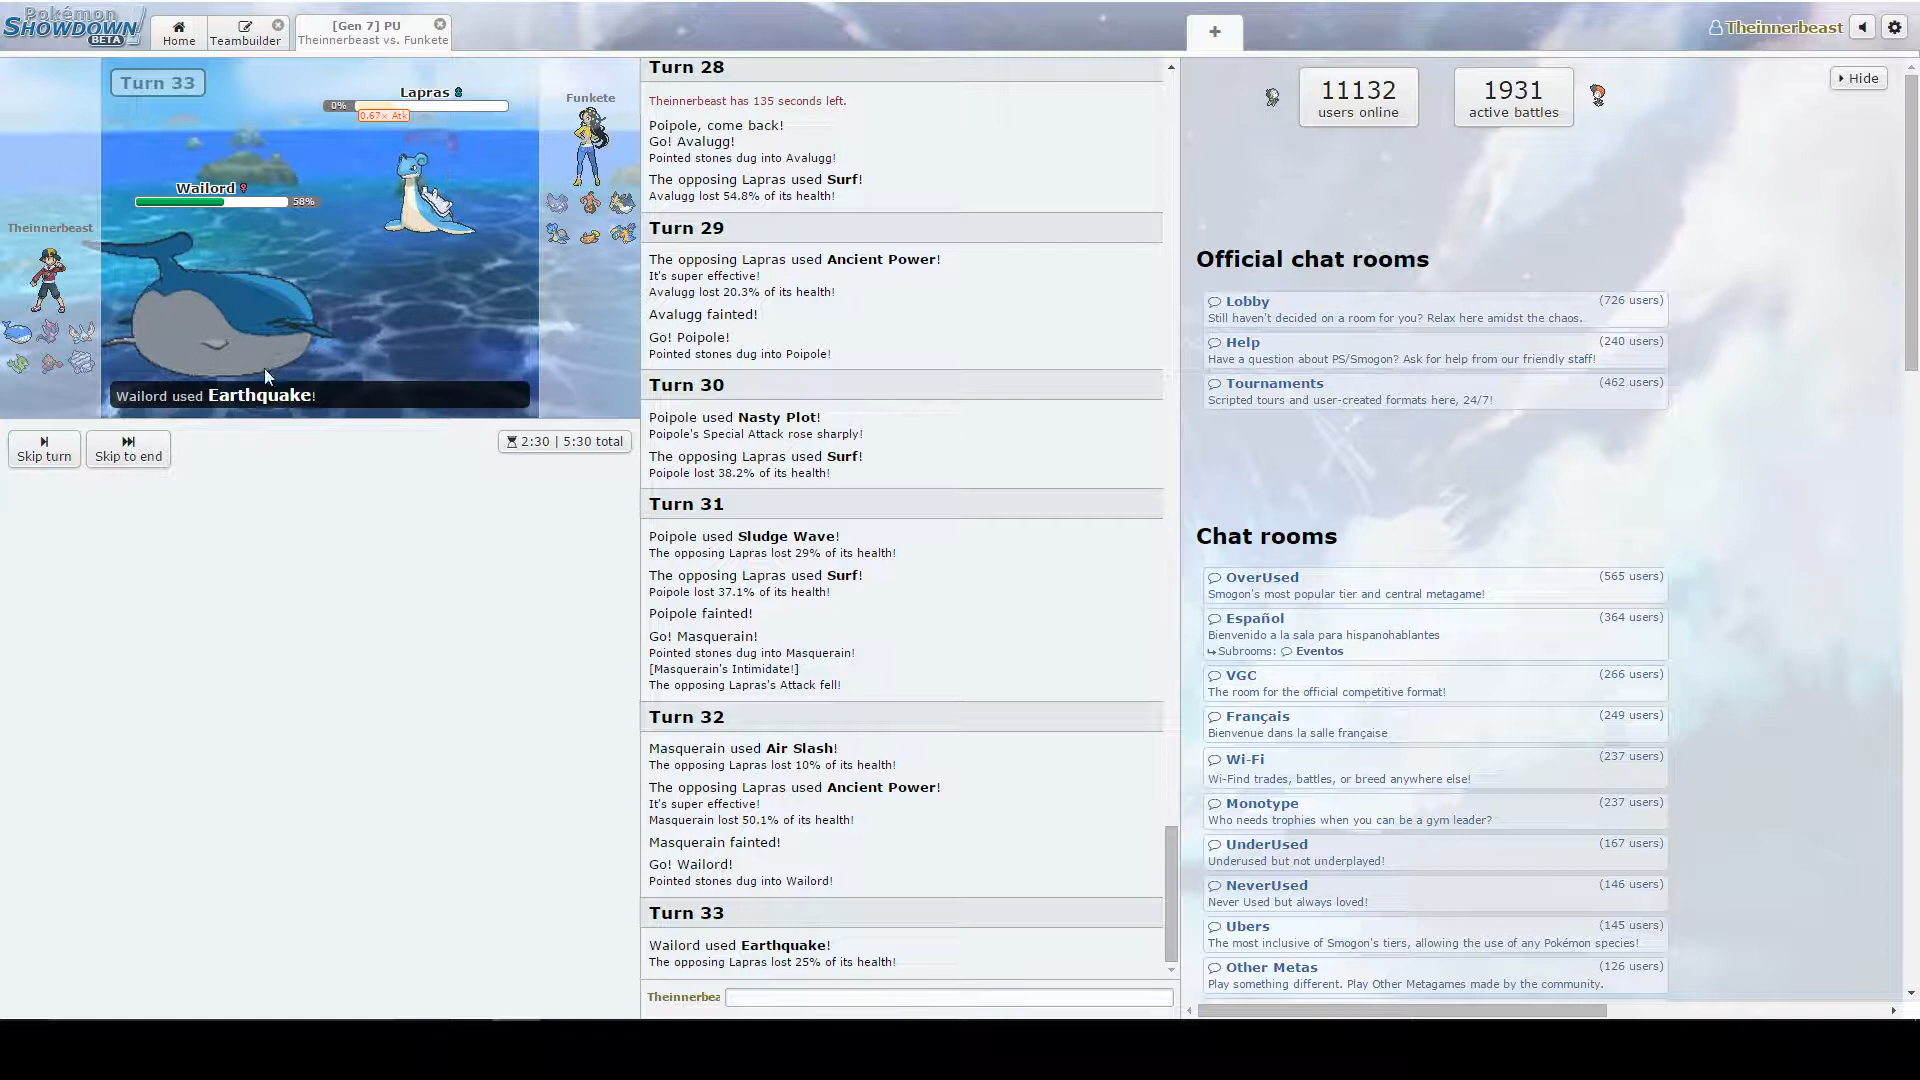 Pokémon
SHOWDOWN!
BETA
Home
Teambuilder
[Gen 7] PU
Theinnerbeast vs. Funkete
+
Theinnerbeast
Turn 33
Lapras
0%
0.67× Atk
Wailord
58%
Theinnerbeast
Funkete
Wailord used Earthquake!
Skip turn
Skip to end
2:30 | 5:30 total
Turn 28
Theinnerbeast has 135 seconds left.
Poipole, come back!
Go! Avalugg!
Pointed stones dug into Avalugg!
The opposing Lapras used Surf!
Avalugg lost 54.8% of its health!
Turn 29
The opposing Lapras used Ancient Power!
It's super effective!
Avalugg lost 20.3% of its health!
Avalugg fainted!
Go! Poipole!
Pointed stones dug into Poipole!
Turn 30
Poipole used Nasty Plot!
Poipole's Special Attack rose sharply!
The opposing Lapras used Surf!
Poipole lost 38.2% of its health!
Turn 31
Poipole used Sludge Wave!
The opposing Lapras lost 29% of its health!
The opposing Lapras used Surf!
Poipole lost 37.1% of its health!
Poipole fainted!
Go! Masquerain!
Pointed stones dug into Masquerain!
[Masquerain's Intimidate!]
The opposing Lapras's Attack fell!
Turn 32
Masquerain used Air Slash!
The opposing Lapras lost 10% of its health!
The opposing Lapras used Ancient Power!
It's super effective!
Masquerain lost 50.1% of its health!
Masquerain fainted!
Go! Wailord!
Pointed stones dug into Wailord!
Turn 33
Wailord used Earthquake!
The opposing Lapras lost 25% of its health!
Theinnerbea
11132
users online
1931
active battles
Hide
Official chat rooms
Lobby (726 users)
Still haven't decided on a room for you? Relax here amidst the chaos.
Help (240 users)
Have a question about PS/Smogon? Ask for help from our friendly staff!
Tournaments (462 users)
Scripted tours and user-created formats here, 24/7!
Chat rooms
OverUsed (565 users)
Smogon's most popular tier and central metagame!
Español (364 users)
Bienvenido a la sala para hispanohablantes
↳Subrooms: Eventos
VGC (266 users)
The room for the official competitive format!
Français (249 users)
Bienvenue dans la salle française
Wi-Fi (237 users)
Wi-Find trades, battles, or breed anywhere else!
Monotype (237 users)
Who needs trophies when you can be a gym leader?
UnderUsed (167 users)
Underused but not underplayed!
NeverUsed (146 users)
Never Used but always loved!
Ubers (145 users)
The most inclusive of Smogon's tiers, allowing the use of any Pokémon species!
Other Metas (126 users)
Play something different. Play Other Metagames made by the community.